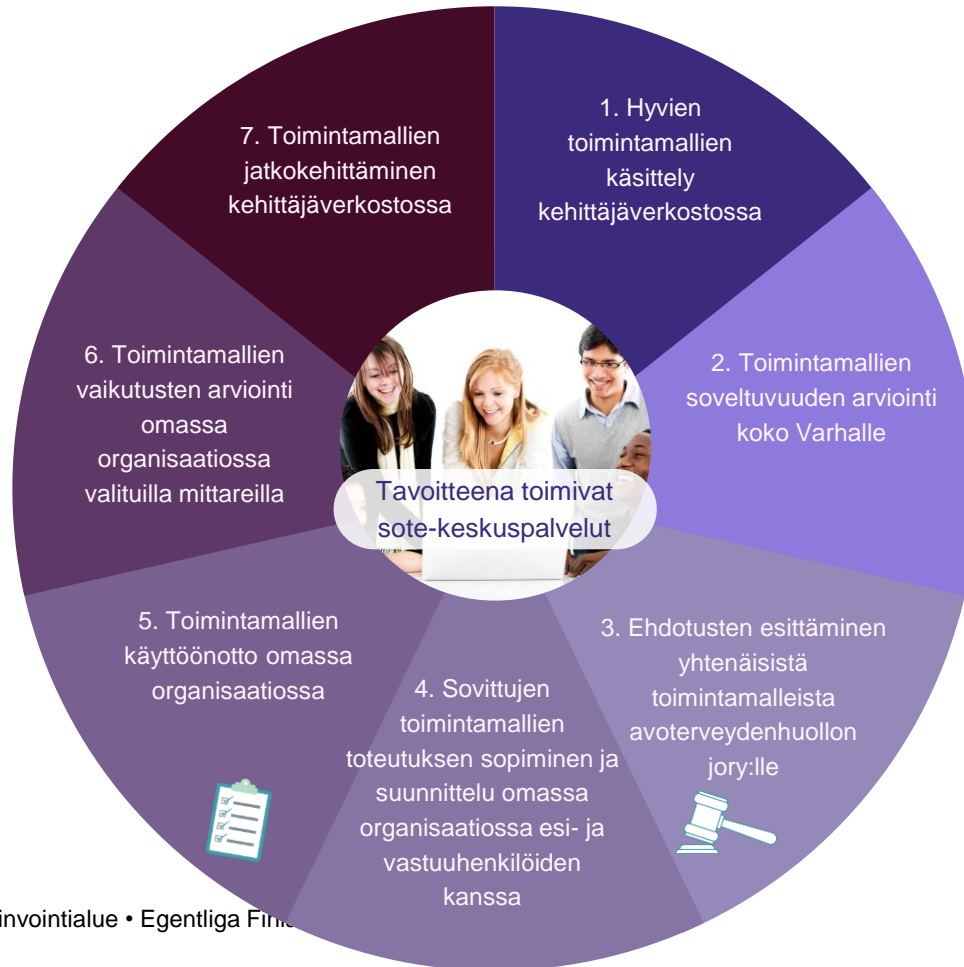 1. Hyvien
toimintamallien
käsittely
kehittäjäverkostossa
2. Toimintamallien
soveltuvuuden arviointi
koko Varhalle
3. Ehdotusten esittäminen
yhtenäisistä
toimintamalleista
avoterveydenhuollon
jory:lle
4. Sovittujen
toimintamallien
toteutuksen sopiminen ja
suunnittelu omassa
organisaatiossa esi- ja
vastuuhenkilöiden
kanssa
5. Toimintamallien
käyttöönotto omassa
organisaatiossa
6. Toimintamallien
vaikutusten arviointi
omassa
organisaatiossa
valituilla mittareilla
7. Toimintamallien
jatkokehittäminen
kehittäjäverkostossa
Tavoitteena toimivat
sote-keskuspalvelut
invointialue • Egentliga